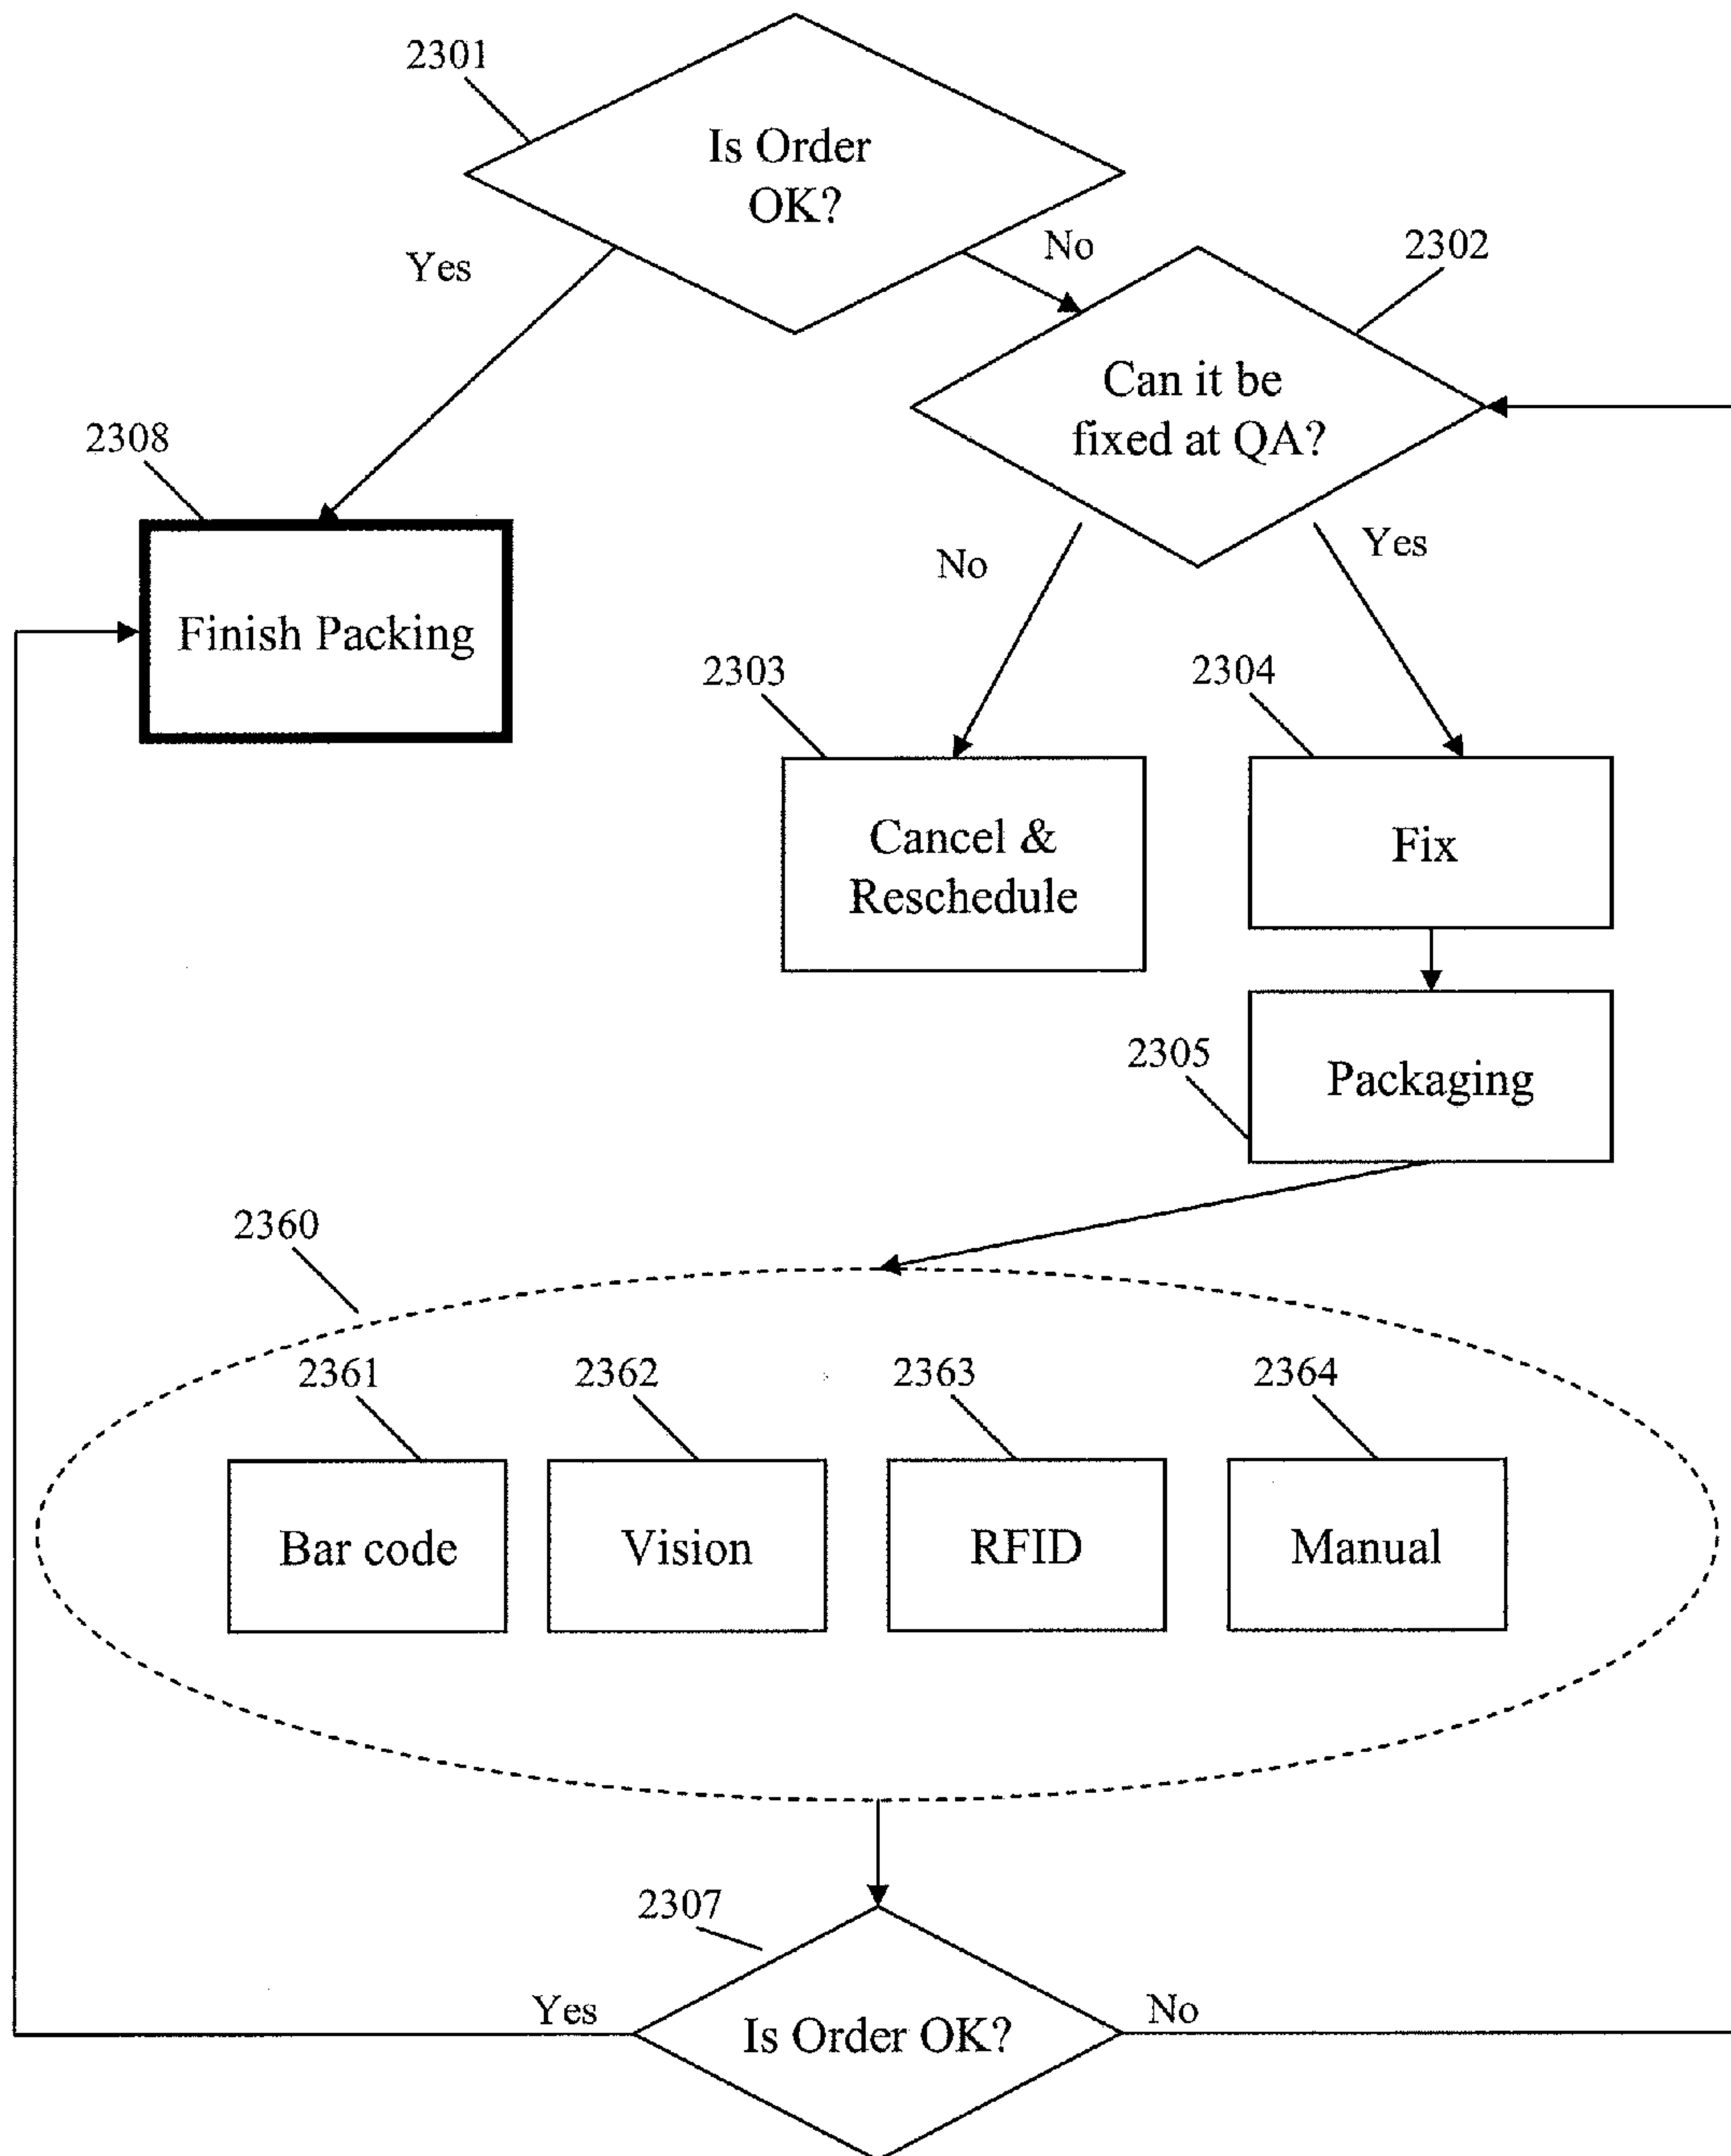 2301
Is Order
OK?
Yes
No
2302
Can it be
fixed at QA?
2308
Finish Packing
No
Yes
2303
Cancel &
Reschedule
2304
Fix
2305
Packaging
2360
2361
Bar code
2362
Vision
2363
RFID
2364
Manual
2307
Is Order OK?
Yes
No